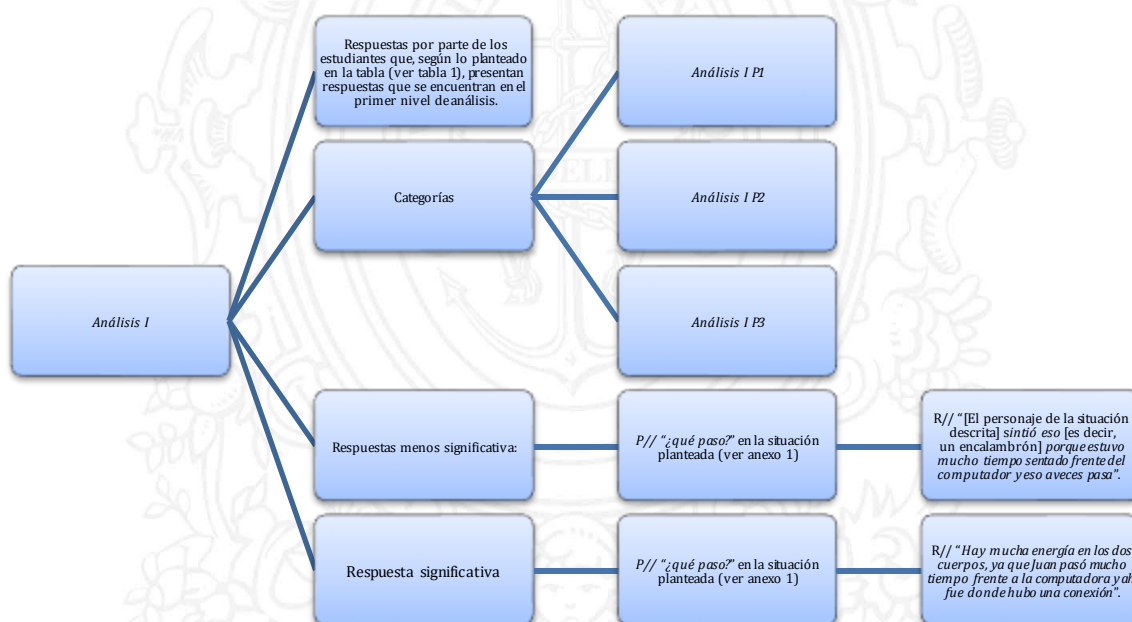 Respuestas por parte de los
estudiantes que, según lo planteado
en la tabla (ver tabla 1), presentan
respuestas que se encuentran en el
primer nivel de análisis.
Análisis I P1
Categorías
Análisis I P2
Análisis I P3
Análisis I
Respuestas menos significativa:
P// “¿qué paso?” en la situación
planteada (ver anexo 1)
R// “[El personaje de la situación
descrita] sintió eso [es decir,
un encalambrón] porque estuvo
mucho tiempo sentado frente del
computador y eso aveces pasa”.
Respuesta significativa
P// “¿qué paso?” en la situación
planteada (ver anexo 1)
R// “Hay mucha energía en los dos
cuerpos, ya que Juan pasó mucho
tiempo frente a la computadora y
fue donde hubo una conexión”.